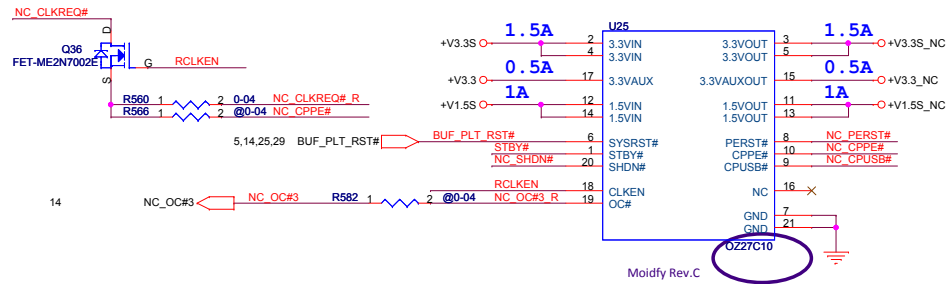 NC_CLKREQ#
D
Q36
FET-ME2N7002E
G
RCLKEN
S
R560 1 2 0-04 NC_CLKREQ#_R
R566 1 2 @0-04 NC_CPPE#
5,14,25,29 BUF_PLT_RST# BUF_PLT_RST#
STBY#
NC_SHDN#
RCLKEN
14 NC_OC#3 NC_OC#3 R582 1 2 @0-04 NC_OC#3_R
U25
1.5A 1.5A
+V3.3S 2 3.3VIN 3.3VOUT 3 +V3.3S_NC
4 3.3VIN 3.3VOUT 5
0.5A 0.5A
+V3.3 17 3.3VAUX 3.3VAUXOUT 15 +V3.3_NC
1A 1A
+V1.5S 12 1.5VIN 1.5VOUT 11 +V1.5S_NC
14 1.5VIN 1.5VOUT 13
6 SYSRST# PERST# 8 NC_PERST#
1 STBY# CPPE# 10 NC_CPPE#
20 SHDN# CPUSB# 9 NC_CPUSB#
18 CLKEN NC 16
19 OC#
GND 7
GND 21
OZ27C10
Moidfy Rev.C